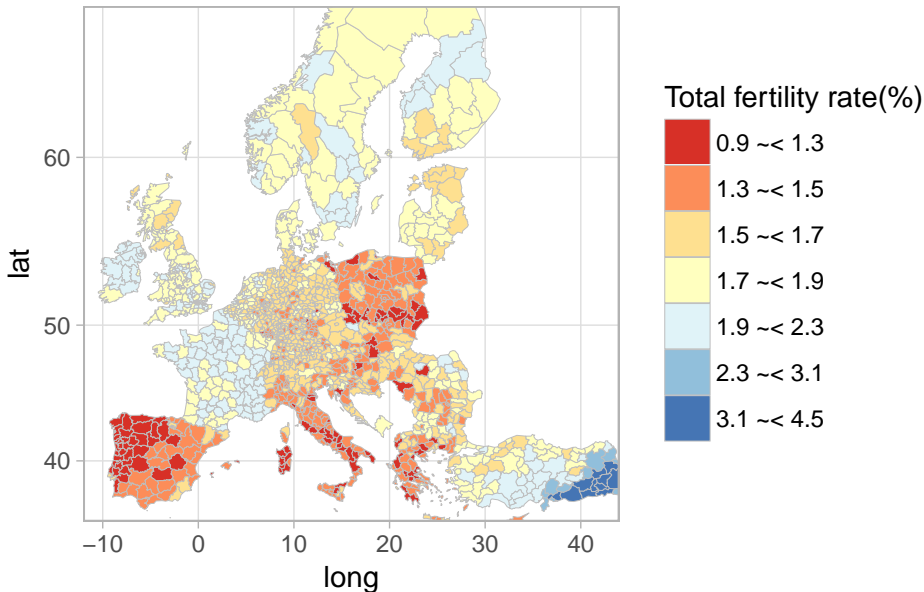 Total fertility rate(%)
0.9 ~< 1.3
1.3 ~< 1.5
1.5 ~< 1.7
1.7 ~< 1.9
1.9 ~< 2.3
2.3 ~< 3.1
3.1 ~< 4.5
lat
60
50
40
−10 0 10 20 30 40
long